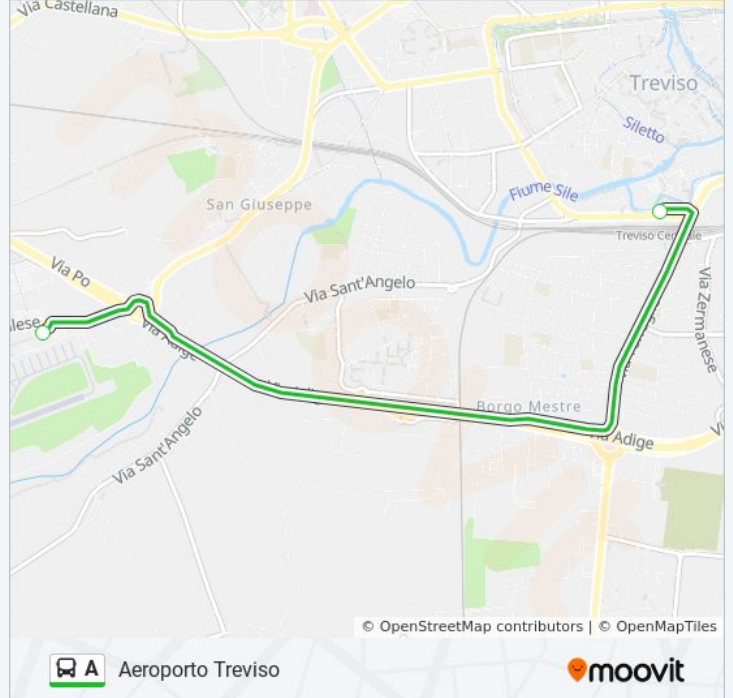 Via Castellana
Treviso
Siletto
Fiume Sile
San Giuseppe
Treviso Centrale
Via Po
Via Sant'Angelo
Via Zermanese
Via Adige
Borgo Mestre
Via Adige
Via Sant'Angelo
© OpenStreetMap contributors | © OpenMapTiles
A Aeroporto Treviso
moovit